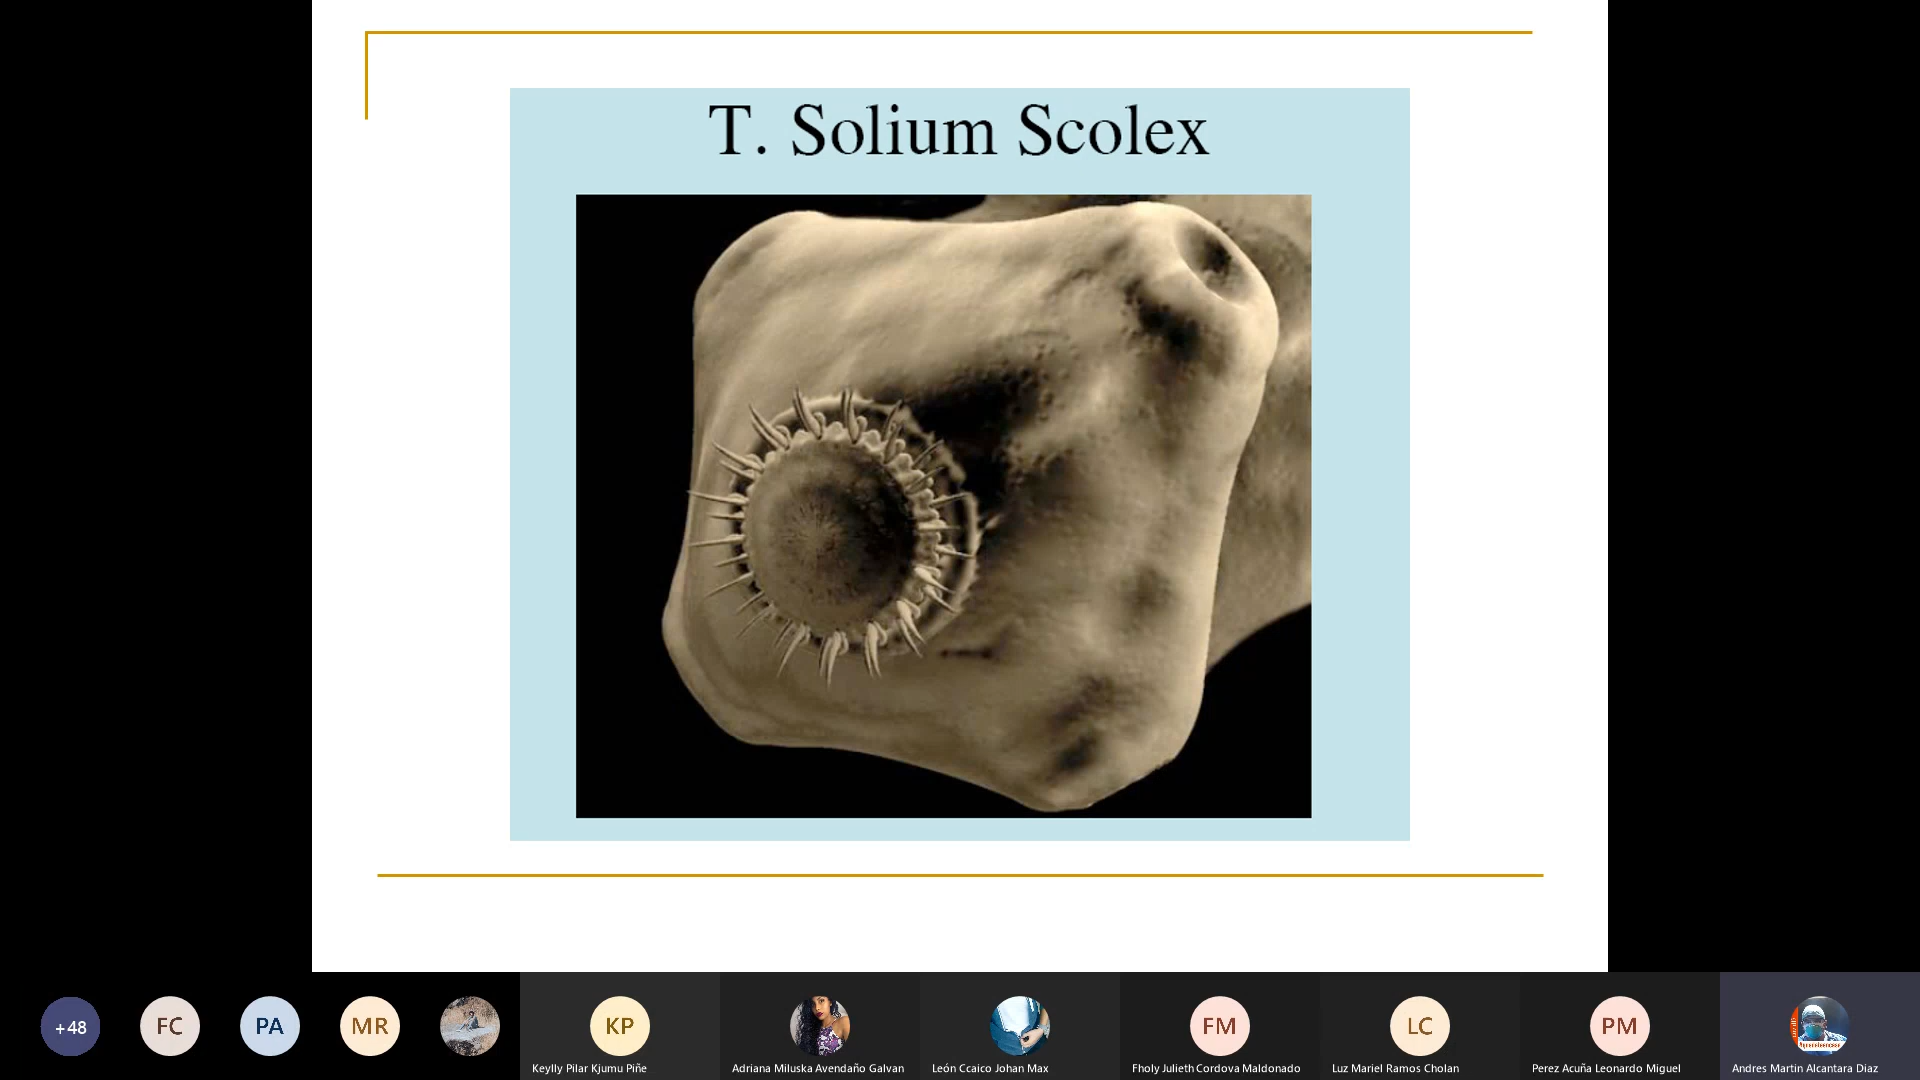 T. Solium Scolex
+48
FC
PA
MR
KP
FM
LC
PM
Keylly Pilar Kjumu Piñe
Adriana Miluska Avendaño Galvan
León Ccaico Johan Max
Fholy Julieth Cordova Maldonado
Luz Mariel Ramos Cholan
Perez Acuña Leonardo Miguel
Andres Martin Alcantara Diaz